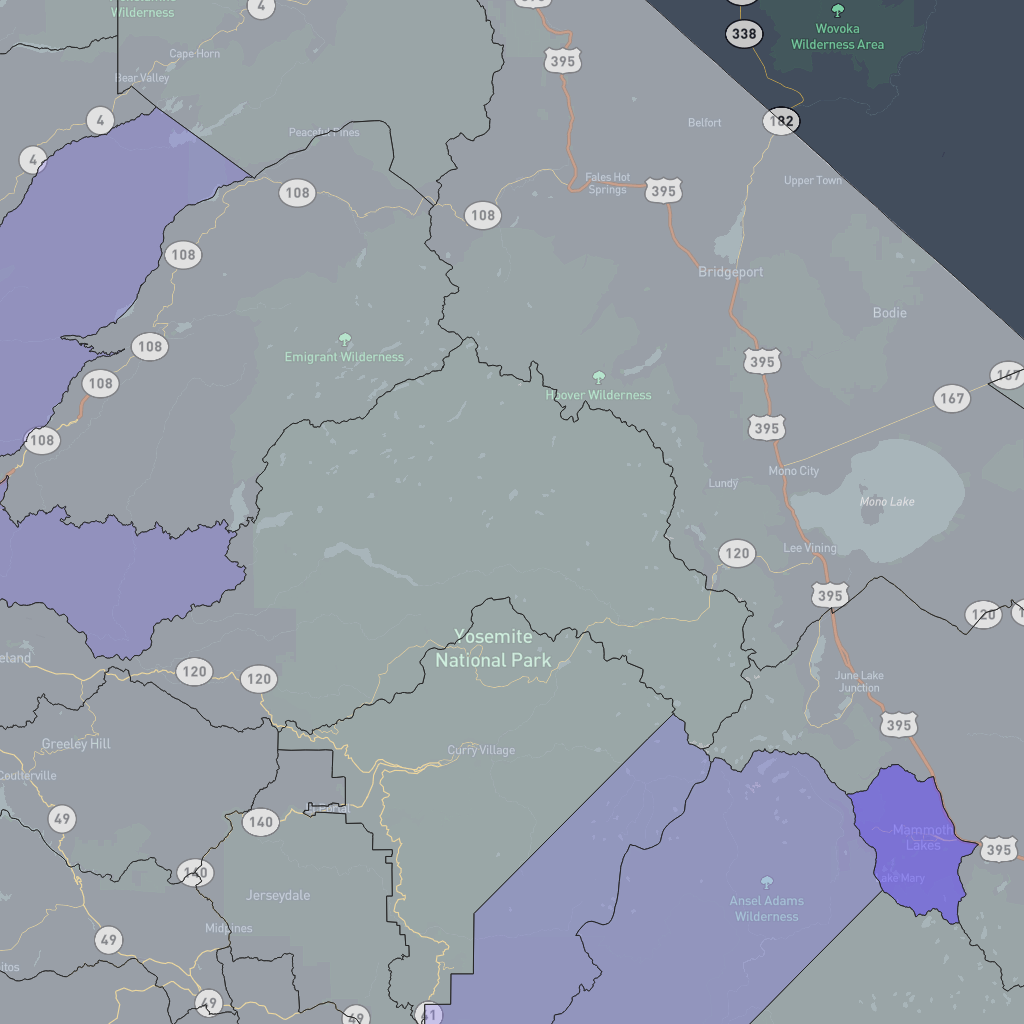 Wilderness
4
338
Wovoka
Wilderness Area
Cape Horn
395
Bear Valley
4
182
Belfort
Peaceful Pines
4
Fales Hot
Springs
Upper Town
108
395
108
108
Bridgeport
Bodie
108
Emigrant Wilderness
395
108
Hoover Wilderness
167
167
395
108
Mono City
Lundy
Mono Lake
Lee Vining
120
395
120
Yosemite
National Park
120
120
June Lake
Junction
395
Greeley Hill
Curry Village
Coulterville
49
140
Mammoth
Lakes
395
140
Jerseydale
Lake Mary
Ansel Adams
Wilderness
Midpines
49
49
49
41